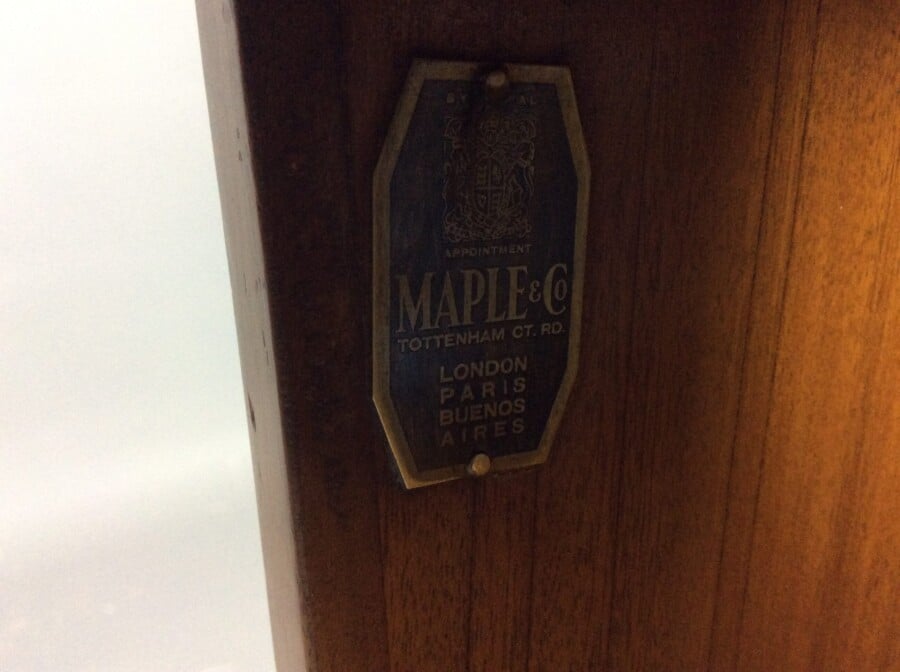 APPOINTMENT
MAPLE & Co
TOTTENHAM CT. RD.
LONDON
PARIS
BUENOS
AIRES